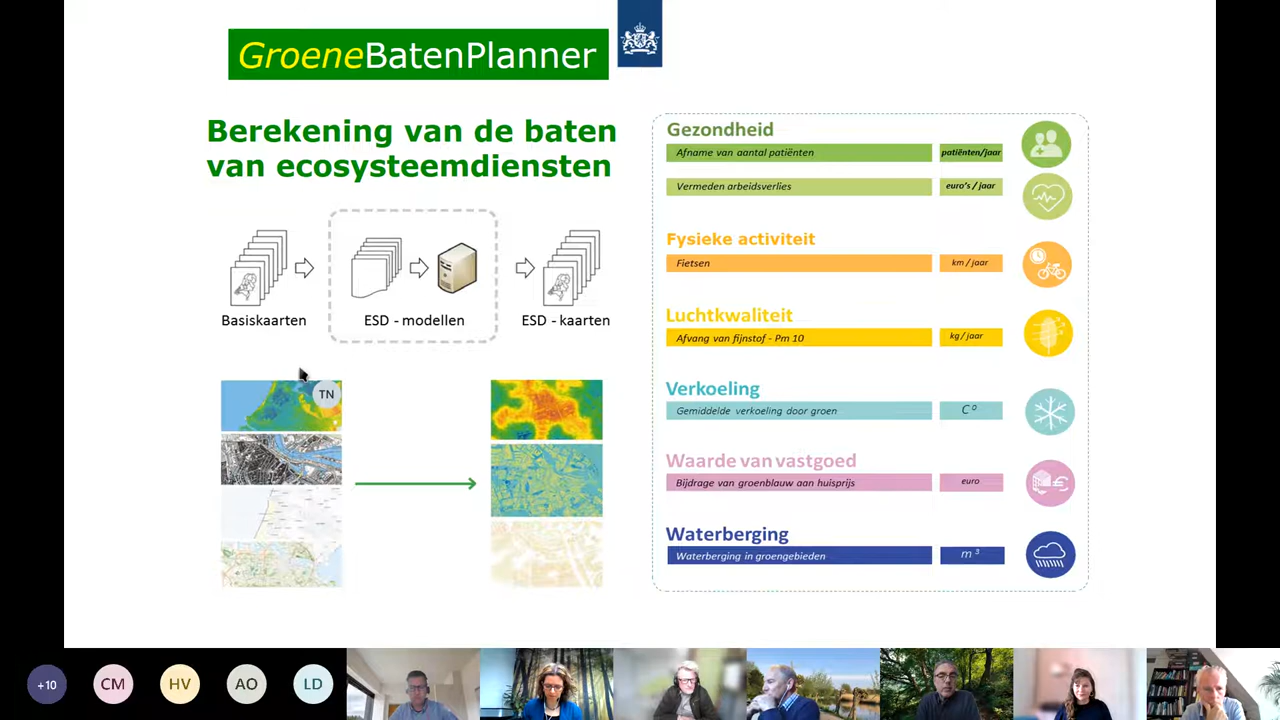 GroeneBatenPlanner
Berekening van de baten
van ecosysteemdiensten
Basiskaarten
ESD - modellen
ESD - kaarten
TN
Gezondheid
Afname van aantal patiënten
patiënten/jaar
Vermeden arbeidsverlies
euro's / jaar
Fysieke activiteit
Fietsen
km / jaar
Luchtkwaliteit
Afvang van fijnstof - Pm 10
kg / jaar
Verkoeling
Gemiddelde verkoeling door groen
C⁰
Waarde van vastgoed
Bijdrage van groenblauw aan huisprijs
euro
Waterberging
Waterberging in groengebieden
m³
+10
CM
HV
AO
LD